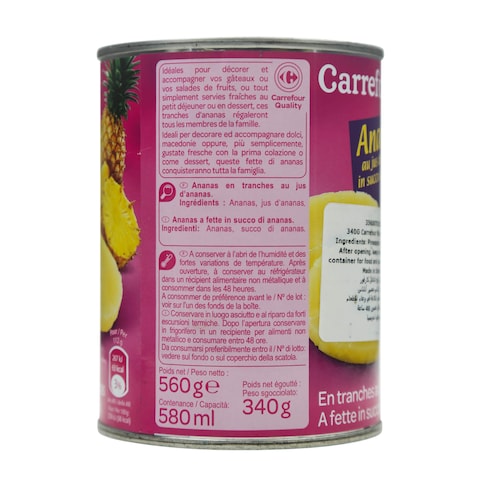 Idéales pour décorer et
accompagner vos gâteaux ou
vos salades de fruits, ou tout
simplement servies fraîches au
petit déjeuner ou en dessert, ces
tranches d'ananas régaleront
tous les membres de la famille.
Ideali per decorare ed accompagnare dolci,
macedonie oppure, più semplicemente,
gustate fresche con la prima colazione o
come dessert, queste fette di ananas
conquisteranno tutta la famiglia.
Carrefour
Quality
Ananas en tranches au jus
d'ananas.
Ingrédients : Ananas, jus d'ananas.
Ananas a fette in succo di ananas.
Ingredienti: Ananas, succo di ananas.
A conserver à l'abri de l'humidité et des
fortes variations de température. Après
ouverture, à conserver au réfrigérateur
dans un récipient alimentaire non métallique et à
consommer dans les 48 heures.
A consommer de préférence avant le / N° de lot :
voir sur l'un des fonds de la boîte.
Conservare in luogo asciutto e al riparo da forti
escursioni termiche. Dopo l'apertura conservare
in frigorifero in un recipiente per alimenti non
metallico e consumare entro 48 ore.
Da consumarsi preferibilmente entro il / N° di lotto:
vedere sul fondo o sul coperchio della scatola.
Poids net / Peso netto :
560 g e
Contenance / Capacità:
580 ml
Poids net égoutté :
Peso sgocciolato:
340 g
Carref
Ana
au jus
in succo
3400 Carrefour
Ingredients:
After opening,
container for food
En tranches
A fette in succo
5%